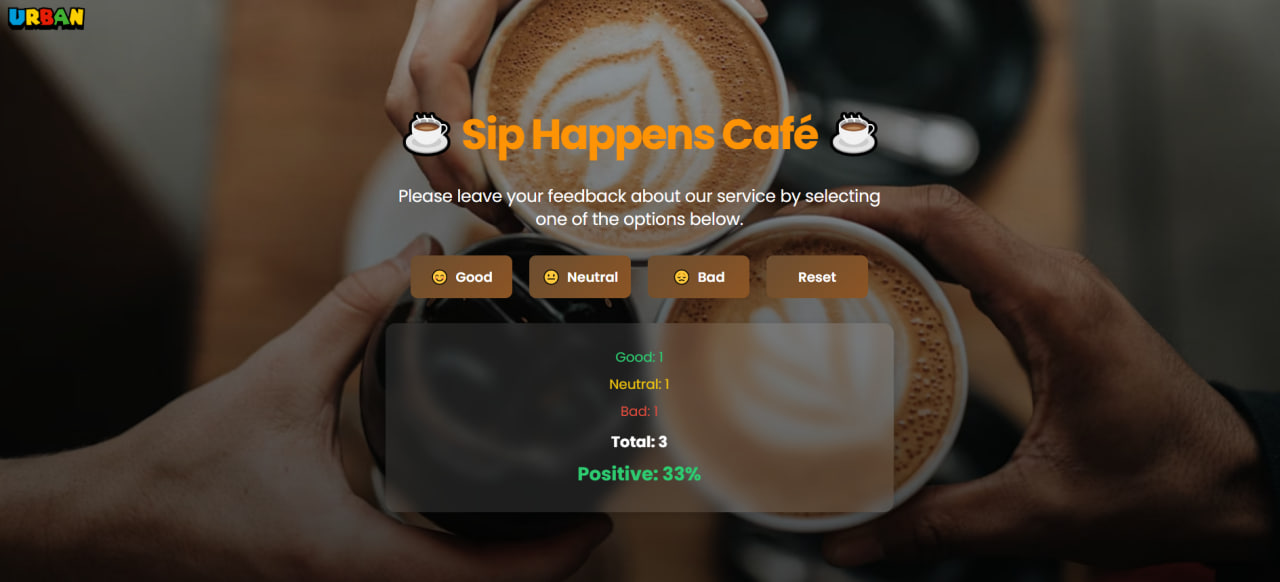 URBAN
Sip Happens Café
Please leave your feedback about our service by selecting
one of the options below.
Good
Neutral
Bad
Reset
Good: 1
Neutral: 1
Bad: 1
Total: 3
Positive: 33%